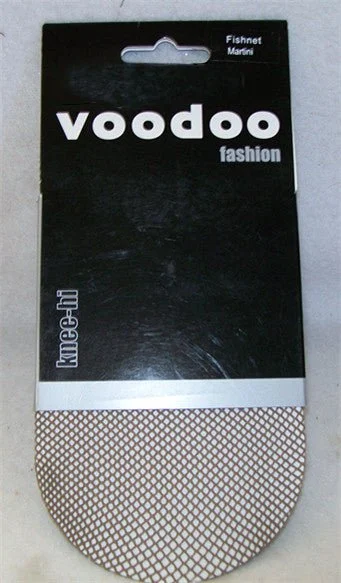 Fishnet
Martini
voodoo
fashion
knee-hi